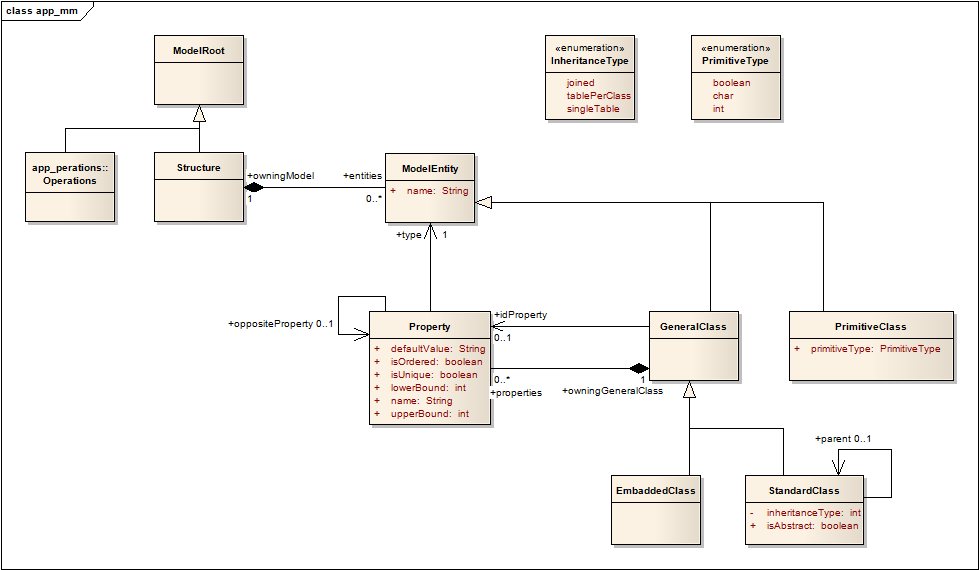 class app_mm
ModelRoot
«enumeration»
InheritanceType
joined
tablePerClass
singleTable
«enumeration»
PrimitiveType
boolean
char
int
app_perations::
Operations
Structure
+owningModel
1
+entities
0..*
ModelEntity
+ name: String
+type
1
+oppositeProperty 0..1
Property
+ defaultValue: String
+ isOrdered: boolean
+ isUnique: boolean
+ lowerBound: int
+ name: String
+ upperBound: int
+idProperty
0..1
0..*
+properties
1
+owningGeneralClass
GeneralClass
PrimitiveClass
+ primitiveType: PrimitiveType
+parent 0..1
EmbaddedClass
StandardClass
- inheritanceType: int
+ isAbstract: boolean